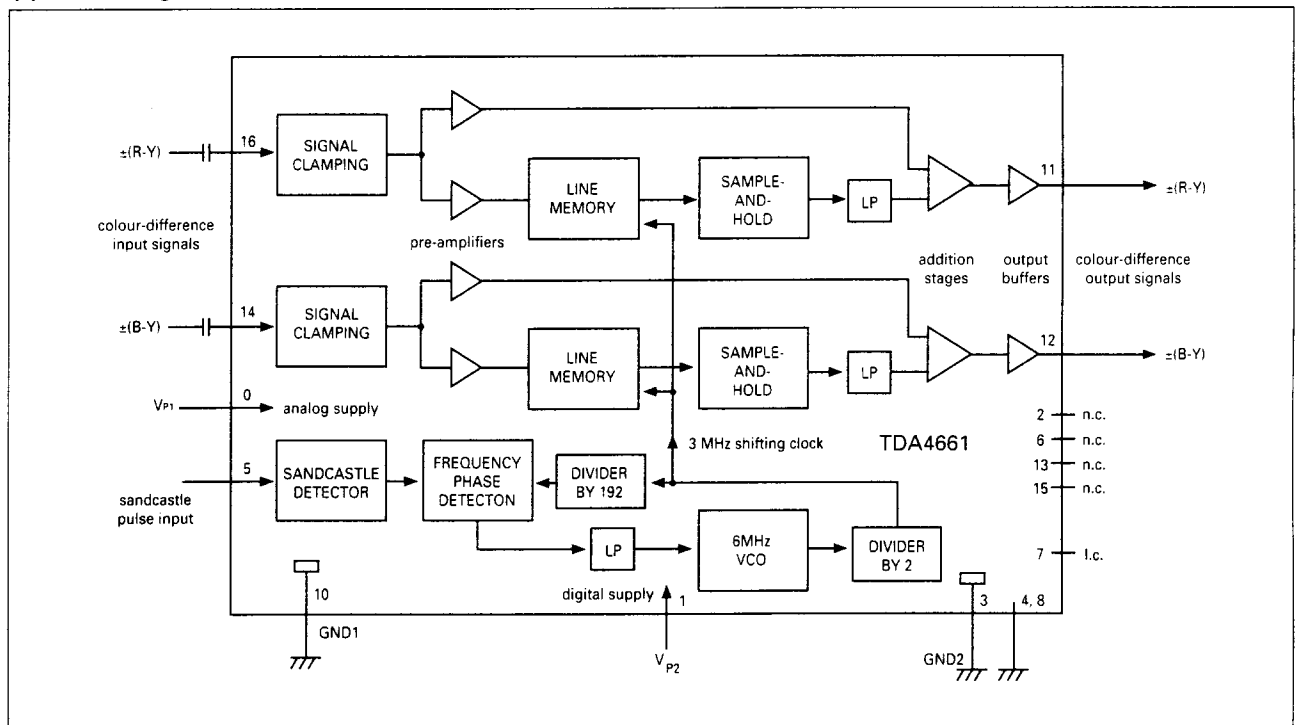 16
±(R-Y)
SIGNAL
CLAMPING
LINE
MEMORY
SAMPLE-
AND-
HOLD
LP
11
±(R-Y)
colour-difference
input signals
pre-amplifiers
addition
stages
output
buffers
colour-difference
output signals
14
±(B-Y)
SIGNAL
CLAMPING
LINE
MEMORY
SAMPLE-
AND-
HOLD
LP
12
±(B-Y)
VP1
0
analog supply
3 MHz shifting clock
TDA4661
2 n.c.
6 n.c.
13 n.c.
15 n.c.
7 I.c.
5
sandcastle
pulse input
SANDCASTLE
DETECTOR
FREQUENCY
PHASE
DETECTON
DIVIDER
BY 192
LP
6MHz
VCO
DIVIDER
BY 2
digital supply
1
VP2
10
GND1
3
GND2
4, 8